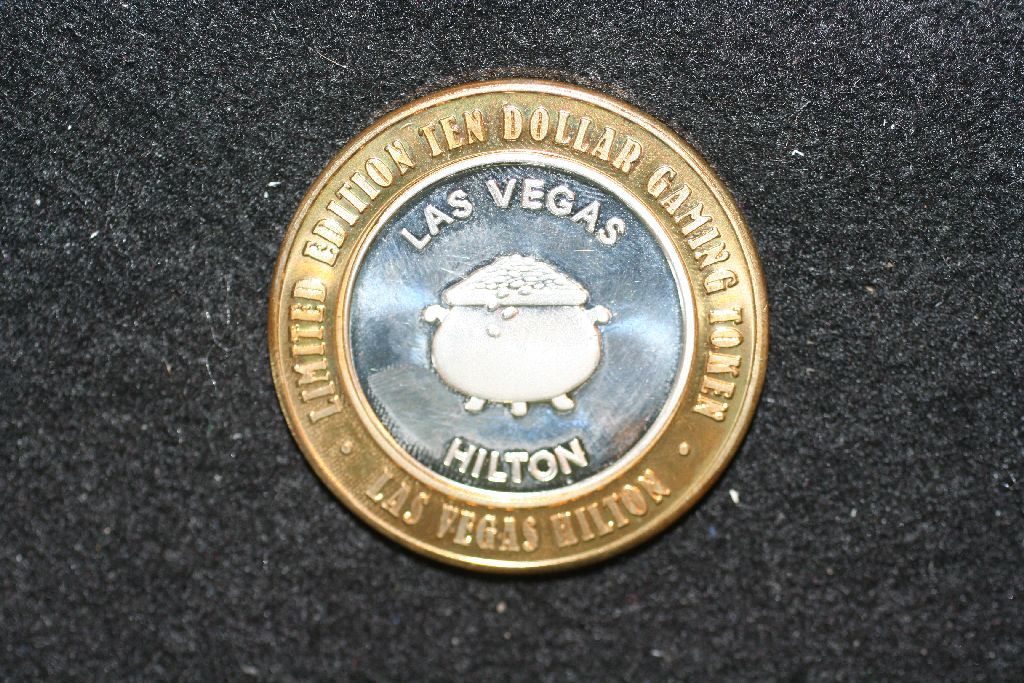 LIMITED EDITION TEN DOLLAR GAMING TOKEN
LAS VEGAS
HILTON
• LAS VEGAS HILTON •